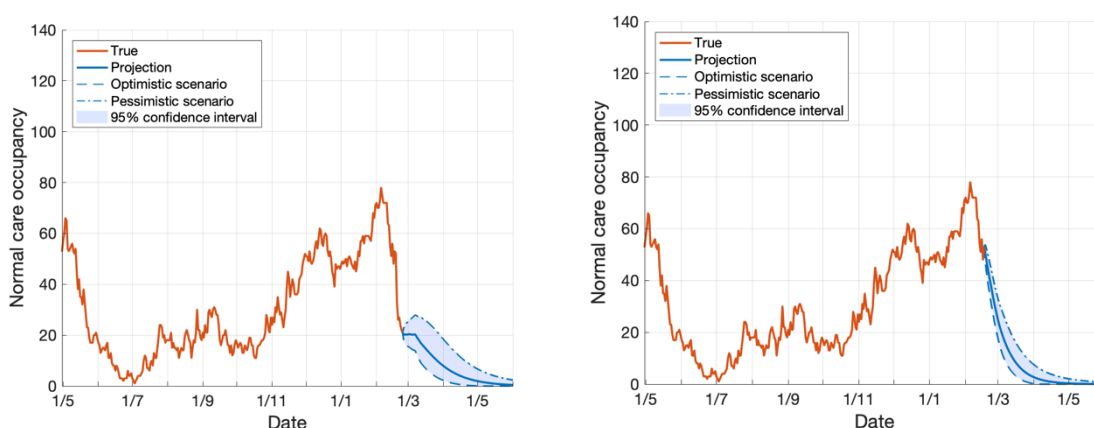 140
120
100
80
60
40
20
0
Normal care occupancy
True
Projection
Optimistic scenario
Pessimistic scenario
95% confidence interval
1/5 1/7 1/9 1/11 1/1 1/3 1/5
Date
140
120
100
80
60
40
20
0
Normal care occupancy
True
Projection
Optimistic scenario
Pessimistic scenario
95% confidence interval
1/5 1/7 1/9 1/11 1/1 1/3 1/5
Date